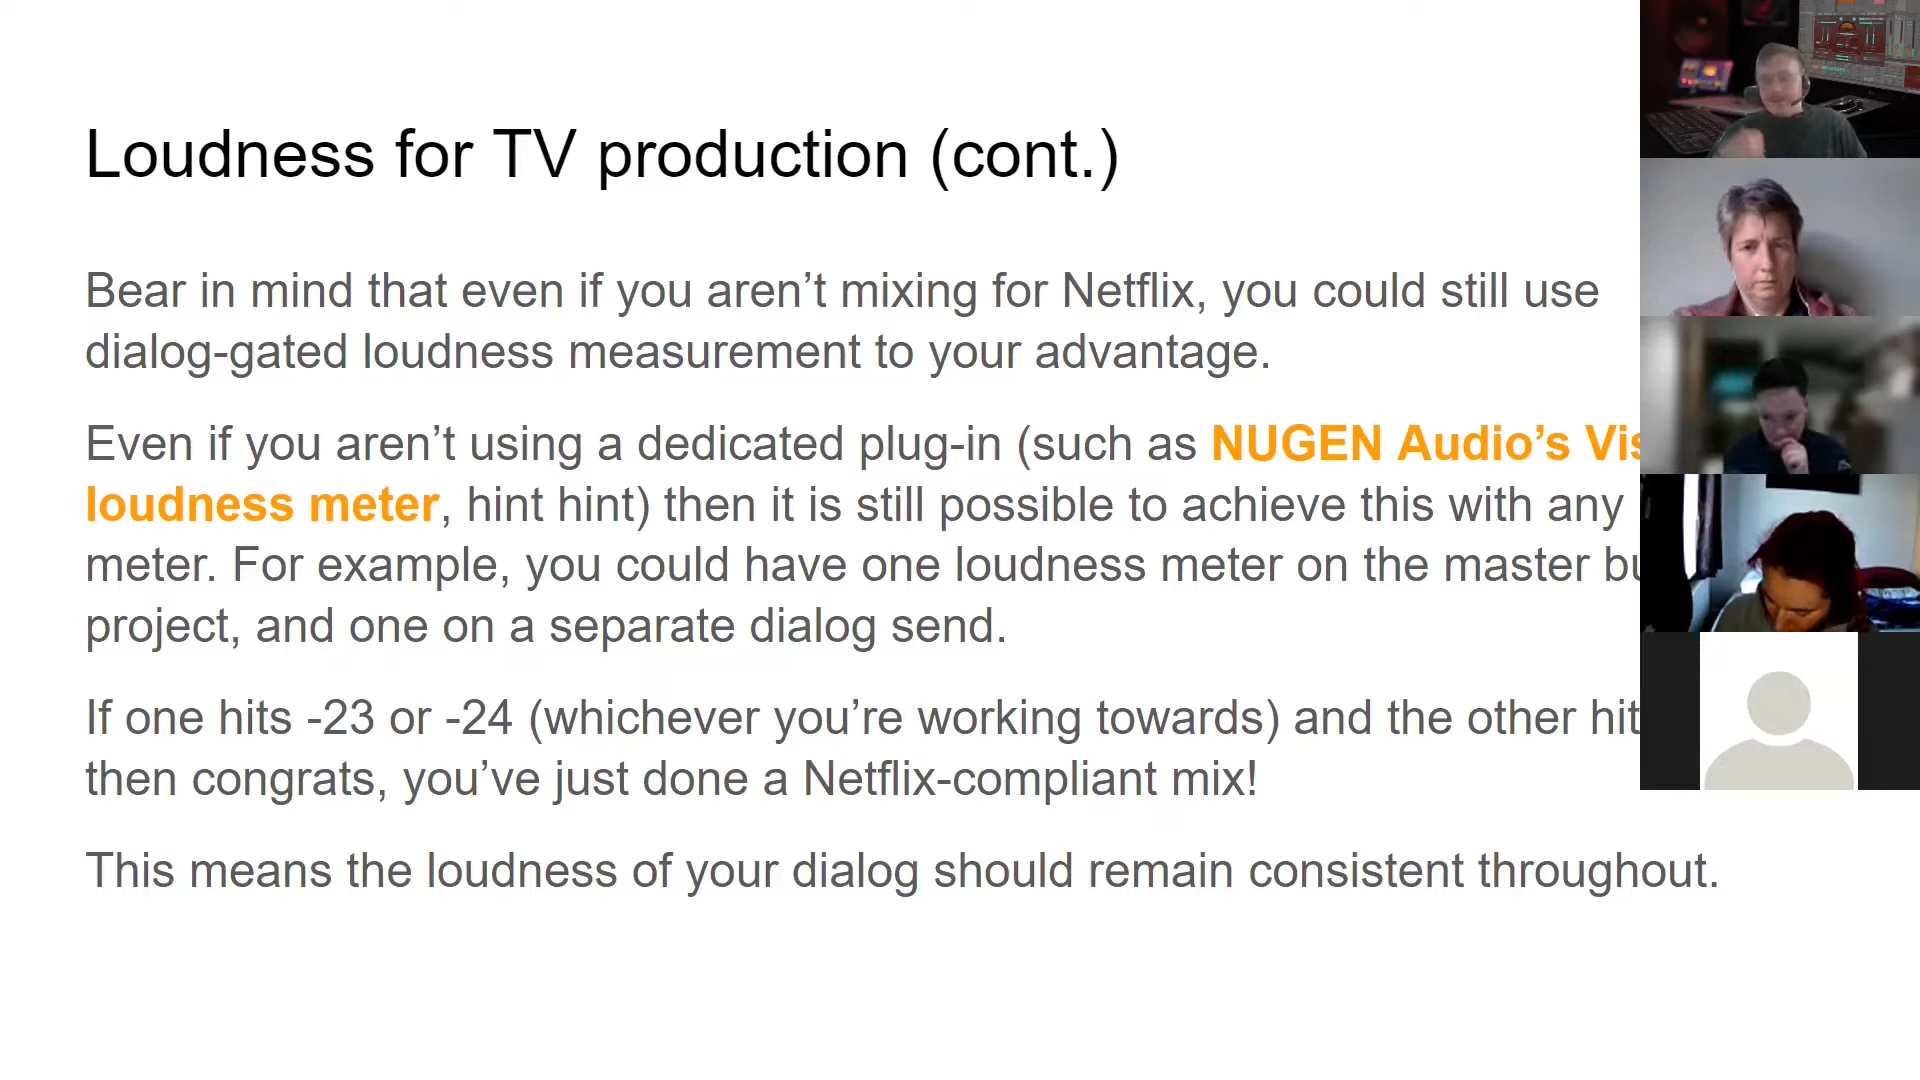 Loudness for TV production (cont.)
Bear in mind that even if you aren’t mixing for Netflix, you could still use
dialog-gated loudness measurement to your advantage.
Even if you aren’t using a dedicated plug-in (such as NUGEN Audio’s
loudness meter, hint hint) then it is still possible to achieve this with any
meter. For example, you could have one loudness meter on the master
project, and one on a separate dialog send.
If one hits -23 or -24 (whichever you’re working towards) and the other
then congrats, you’ve just done a Netflix-compliant mix!
This means the loudness of your dialog should remain consistent throughout.